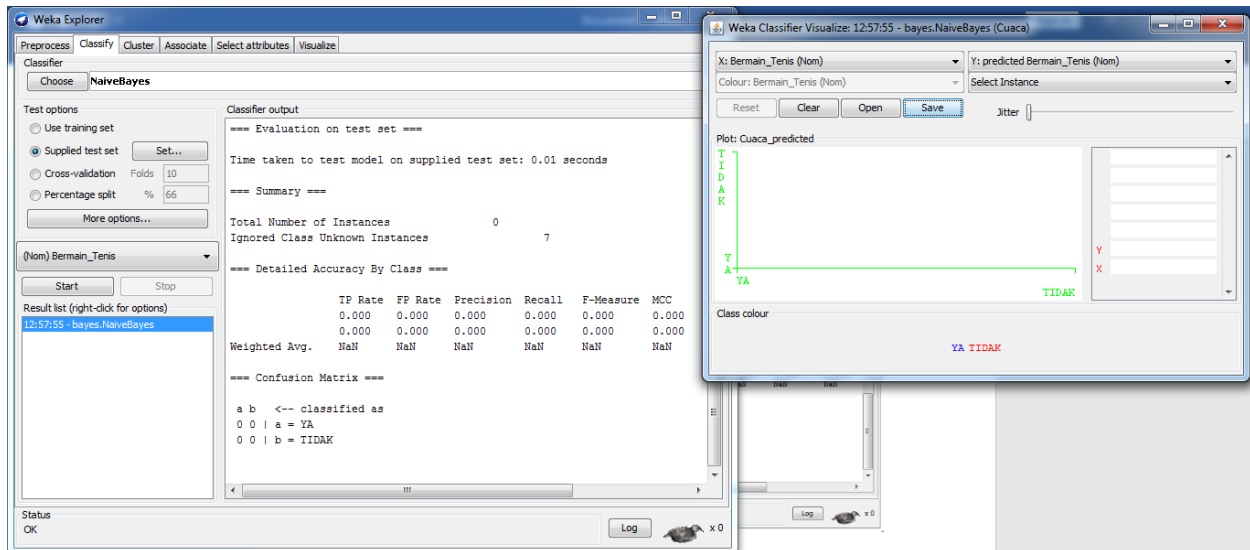 Weka Explorer
Preprocess Classify Cluster Associate Select attributes Visualize
Classifier
Choose NaiveBayes
Test options
Use training set
Supplied test set Set...
Cross-validation Folds 10
Percentage split % 66
More options...
(Nom) Bermain_Tenis
Start Stop
Result list (right-click for options)
12:57:55 - bayes.NaiveBayes
Classifier output
=== Evaluation on test set ===
Time taken to test model on supplied test set: 0.01 seconds
=== Summary ===
Total Number of Instances 0
Ignored Class Unknown Instances 7
=== Detailed Accuracy By Class ===
TP Rate FP Rate Precision Recall F-Measure MCC
0.000 0.000 0.000 0.000 0.000 0.000
0.000 0.000 0.000 0.000 0.000 0.000
Weighted Avg. NaN NaN NaN NaN NaN NaN
=== Confusion Matrix ===
a b <-- classified as
0 0 | a = YA
0 0 | b = TIDAK
Status
OK
Log x 0
Weka Classifier Visualize: 12:57:55 - bayes.NaiveBayes (Cuaca)
X: Bermain_Tenis (Nom) Y: predicted Bermain_Tenis (Nom)
Colour: Bermain_Tenis (Nom) Select Instance
Reset Clear Open Save Jitter
Plot: Cuaca_predicted
TIDAK
YA
YA
TIDAK
Y
X
Class colour
YA TIDAK
NaN NaN NaN
Log x 0